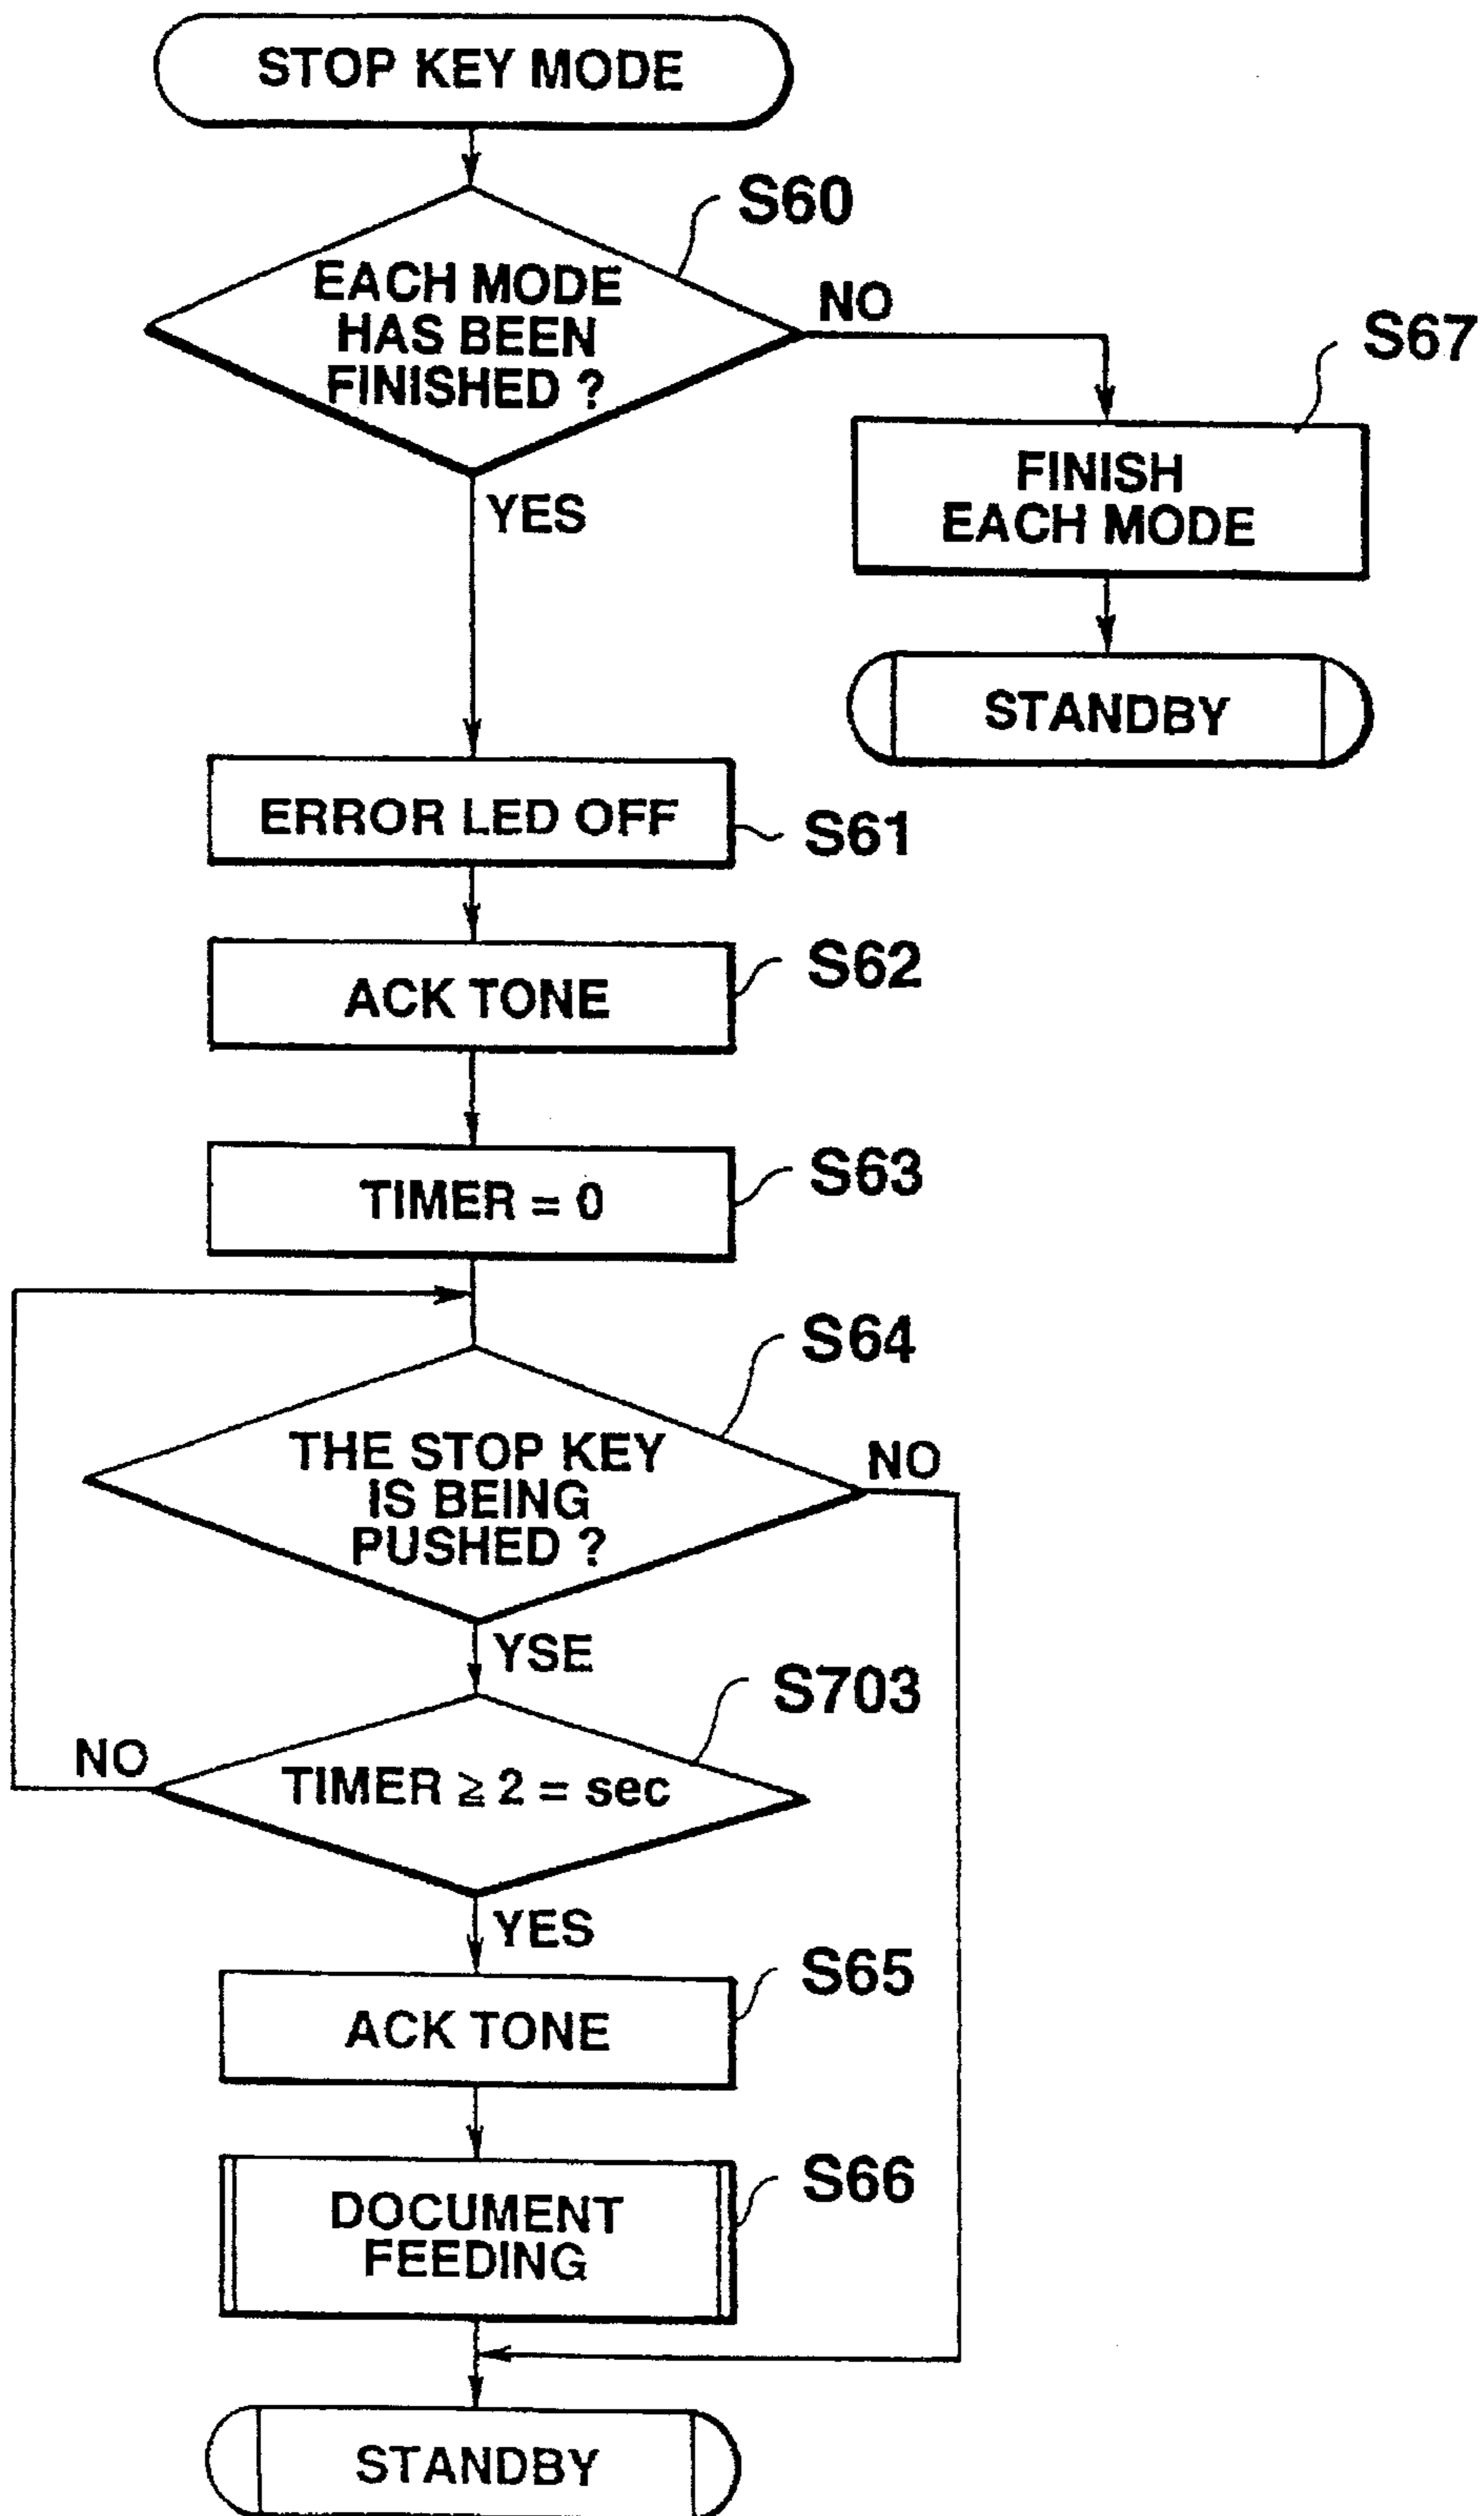 STOP KEY MODE
S60
EACH MODE
HAS BEEN
FINISHED ?
NO
S67
FINISH
EACH MODE
YES
STANDBY
ERROR LED OFF
S61
ACK TONE
S62
TIMER = 0
S63
S64
THE STOP KEY
IS BEING
PUSHED ?
NO
YSE
S703
NO
TIMER ≥ 2 = sec
YES
S65
ACK TONE
S66
DOCUMENT
FEEDING
STANDBY